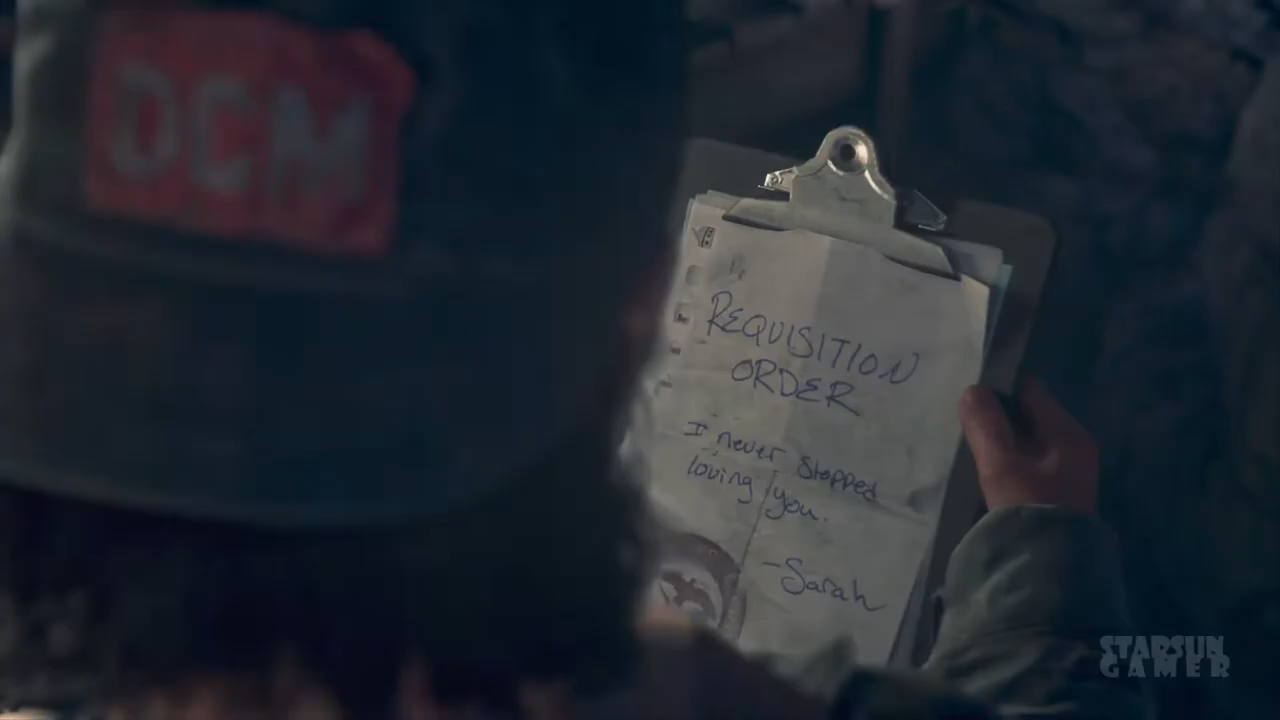 DCM
REQUISITION
ORDER
I never stopped
loving you.
-Sarah
STARSUN
GAMER